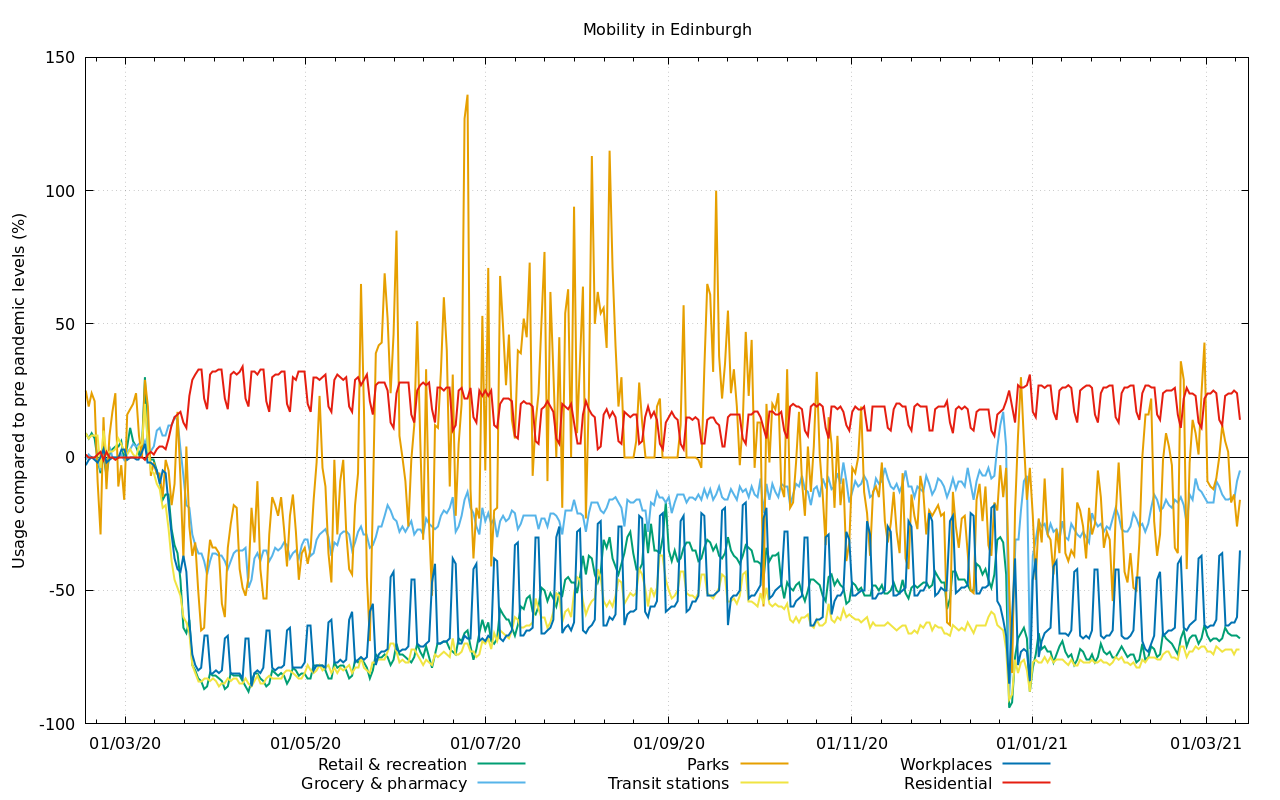 Mobility in Edinburgh
Usage compared to pre pandemic levels (%)
150
100
50
0
-50
-100
01/03/20 01/05/20 01/07/20 01/09/20 01/11/20 01/01/21 01/03/21
Retail & recreation Parks Workplaces
Grocery & pharmacy Transit stations Residential